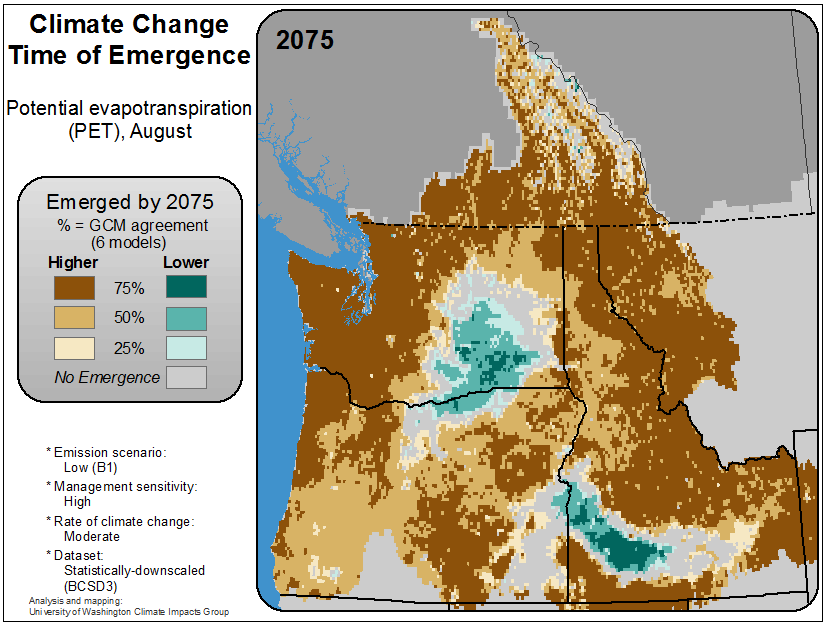 Climate Change
Time of Emergence
Potential evapotranspiration
(PET), August
Emerged by 2075
% = GCM agreement
(6 models)
Higher Lower
75%
50%
25%
No Emergence
* Emission scenario:
Low (B1)
* Management sensitivity:
High
* Rate of climate change:
Moderate
* Dataset:
Statistically-downscaled
(BCSD3)
Analysis and mapping:
University of Washington Climate Impacts Group
2075